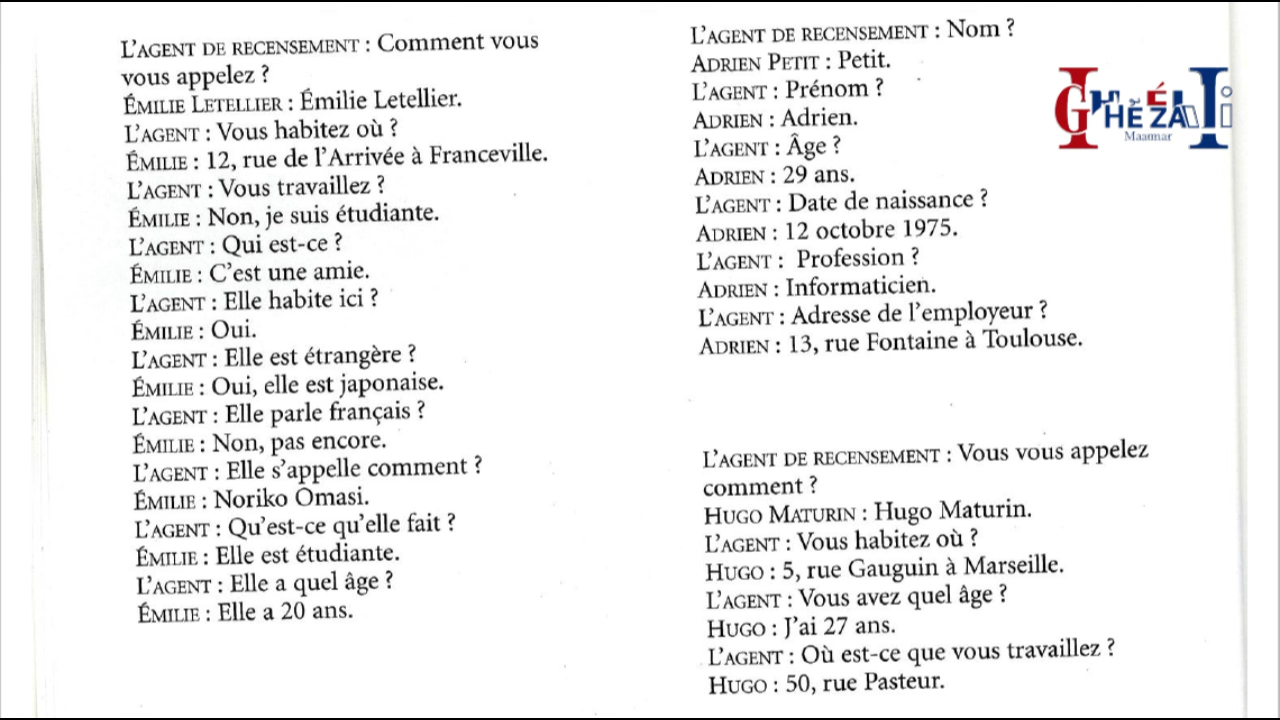 L'AGENT DE RECENSEMENT : Comment vous
vous appelez ?
ÉMILIE LETELLIER : Émilie Letellier.
L'AGENT : Vous habitez où ?
ÉMILIE : 12, rue de l'Arrivée à Franceville.
L'AGENT : Vous travaillez ?
ÉMILIE : Non, je suis étudiante.
L'AGENT : Qui est-ce ?
ÉMILIE : C'est une amie.
L'AGENT : Elle habite ici ?
ÉMILIE : Oui.
L'AGENT : Elle est étrangère ?
ÉMILIE : Oui, elle est japonaise.
L'AGENT : Elle parle français ?
ÉMILIE : Non, pas encore.
L'AGENT : Elle s'appelle comment ?
ÉMILIE : Noriko Omasi.
L'AGENT : Qu'est-ce qu'elle fait ?
ÉMILIE : Elle est étudiante.
L'AGENT : Elle a quel âge ?
ÉMILIE : Elle a 20 ans.
L'AGENT DE RECENSEMENT : Nom ?
ADRIEN PETIT : Petit.
L'AGENT : Prénom ?
ADRIEN : Adrien.
L'AGENT : Âge ?
ADRIEN : 29 ans.
L'AGENT : Date de naissance ?
ADRIEN : 12 octobre 1975.
L'AGENT : Profession ?
ADRIEN : Informaticien.
L'AGENT : Adresse de l'employeur ?
ADRIEN : 13, rue Fontaine à Toulouse.
L'AGENT DE RECENSEMENT : Vous vous appelez
comment ?
HUGO MATURIN : Hugo Maturin.
L'AGENT : Vous habitez où ?
HUGO : 5, rue Gauguin à Marseille.
L'AGENT : Vous avez quel âge ?
HUGO : J'ai 27 ans.
L'AGENT : Où est-ce que vous travaillez ?
HUGO : 50, rue Pasteur.
Maamar